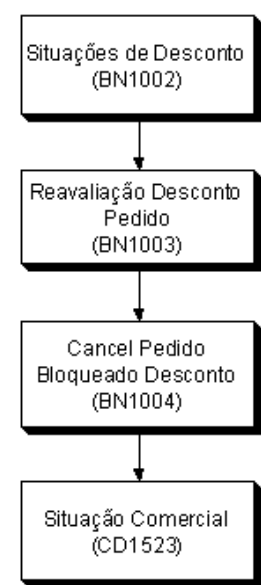 Situações de Desconto
(BN1002)
Reavaliação Desconto
Pedido
(BN1003)
Cancel Pedido
Bloqueado Desconto
(BN1004)
Situação Comercial
(CD1523)